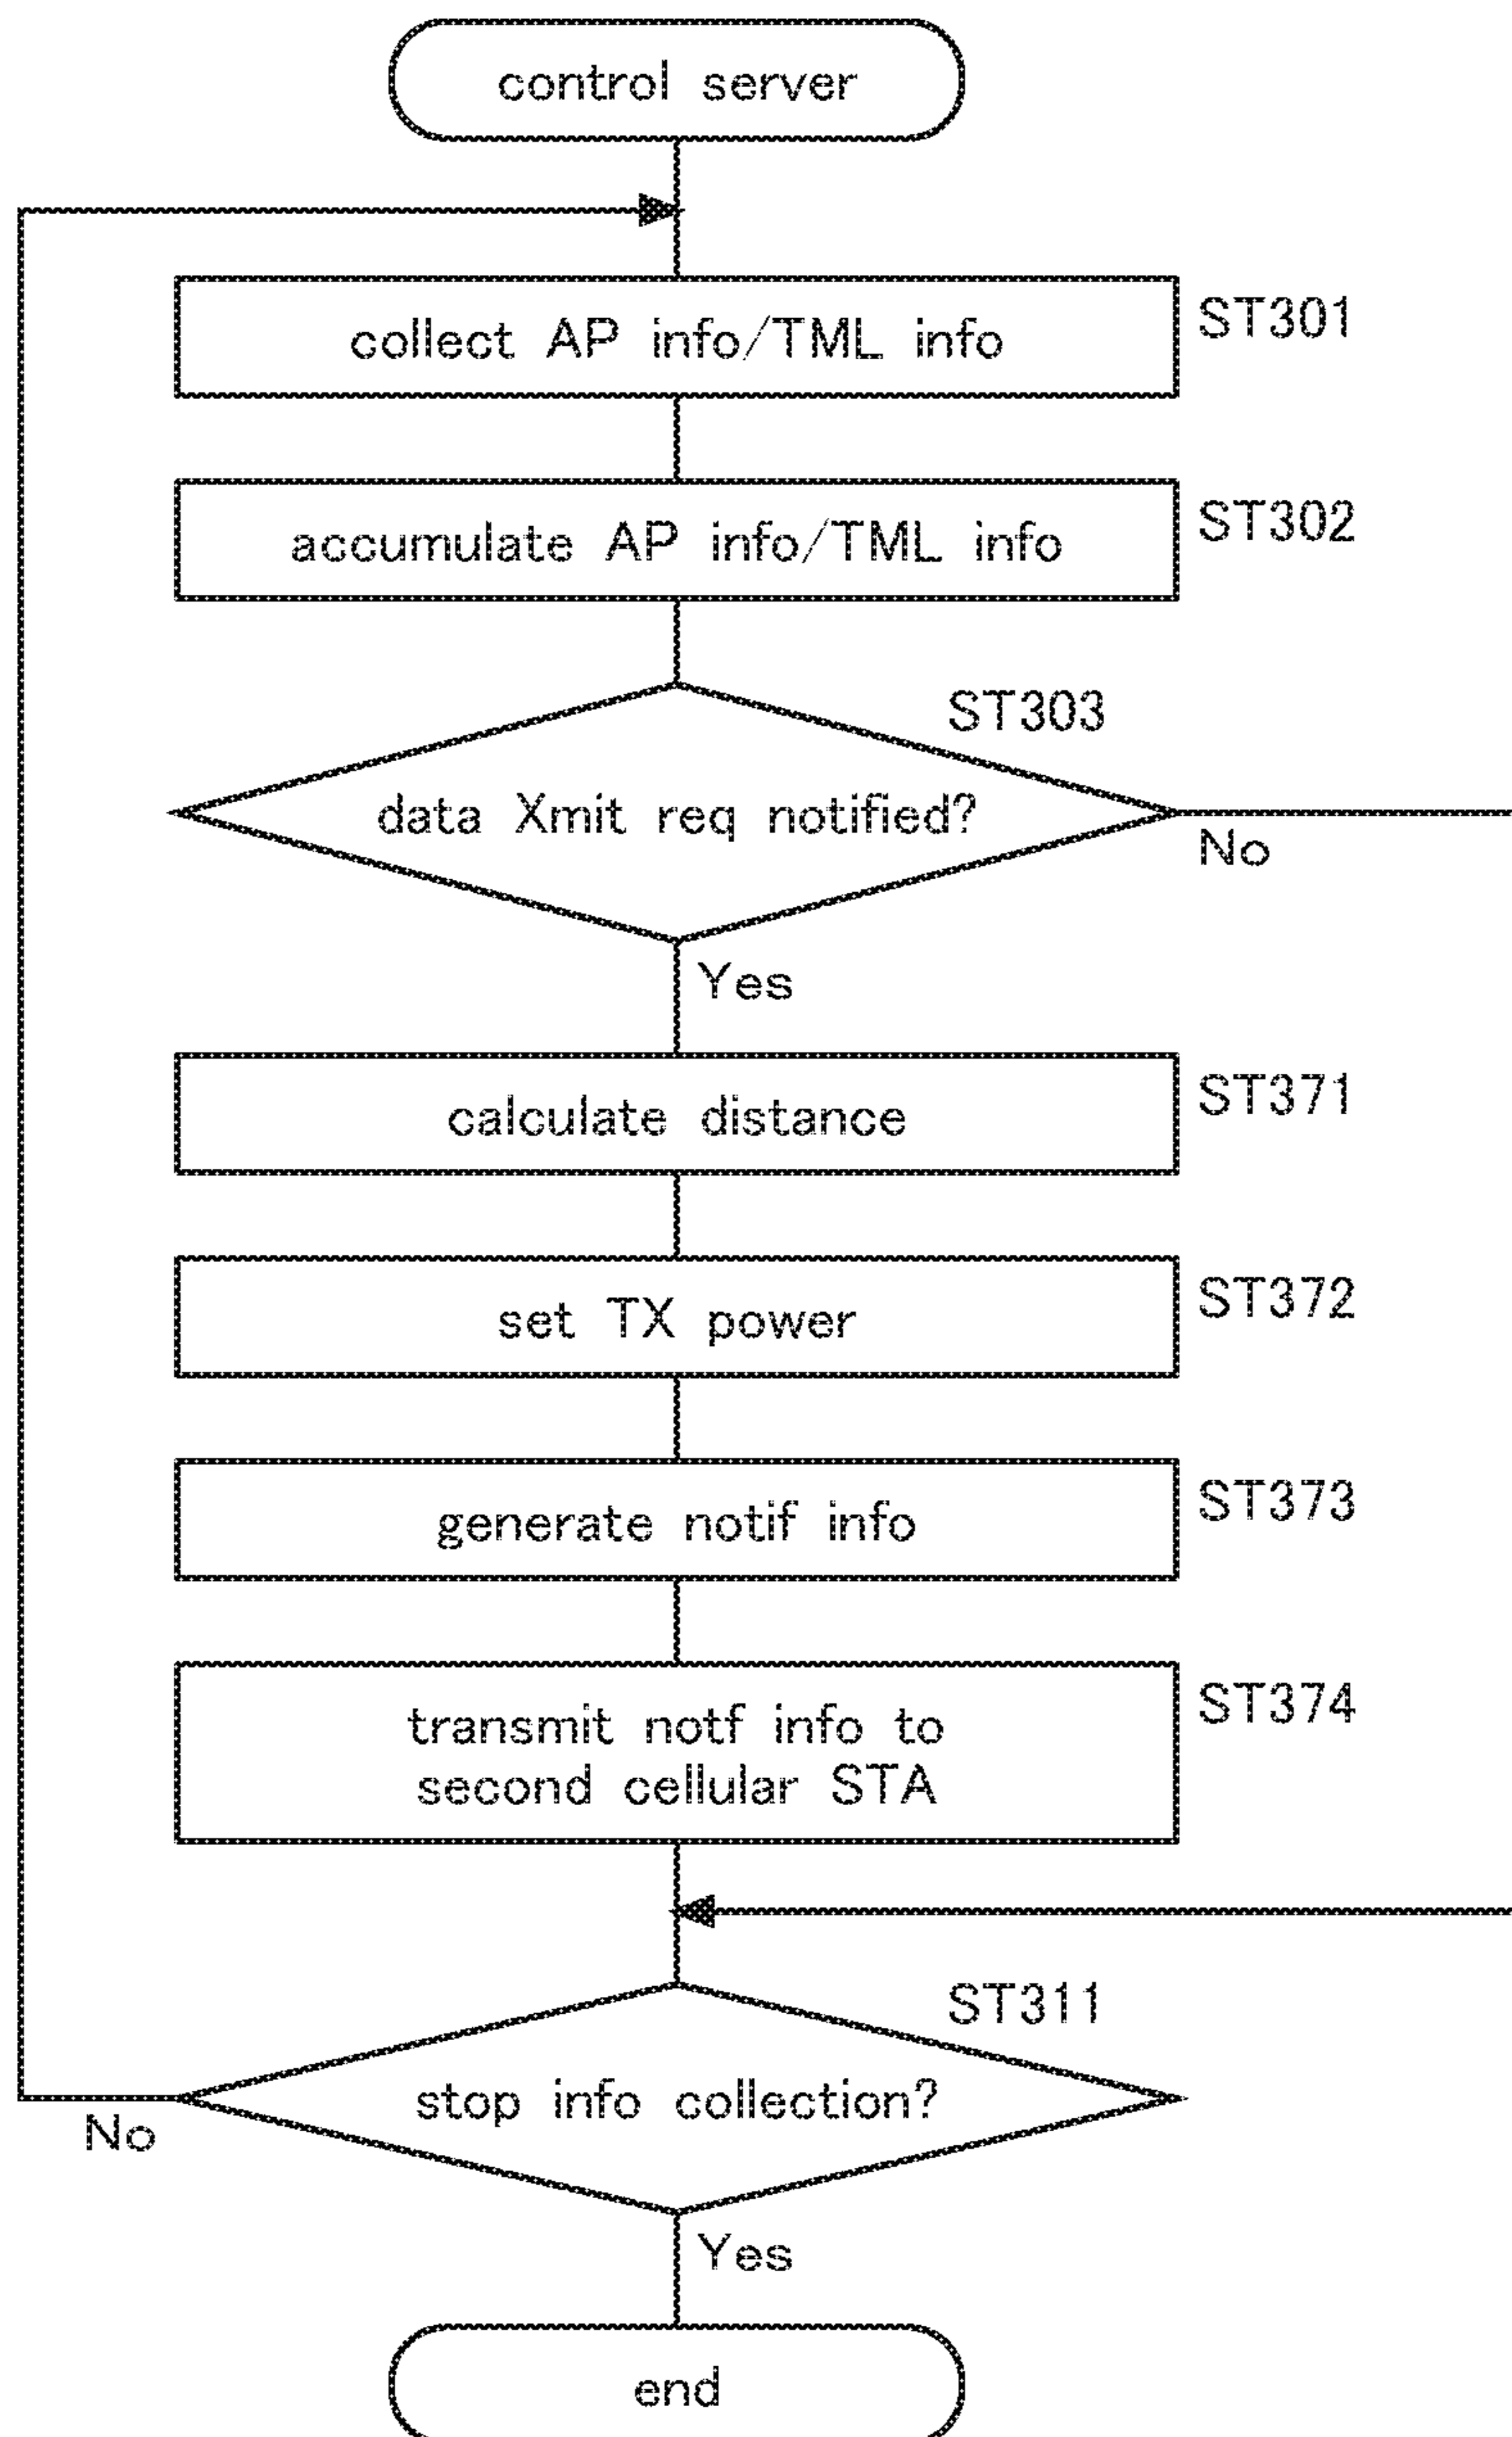 control server
collect AP info/TML info
ST301
accumulate AP info/TML info
ST302
ST303
data Xmit req notified?
No
Yes
calculate distance
ST371
set TX power
ST372
generate notif info
ST373
transmit notf info to
second cellular STA
ST374
ST311
stop info collection?
No
Yes
end